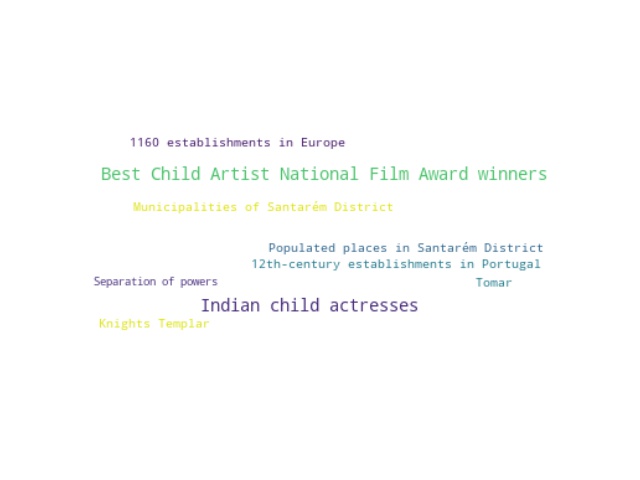 1160 establishments in Europe
Best Child Artist National Film Award winners
Municipalities of Santarém District
Populated places in Santarém District
12th-century establishments in Portugal
Separation of powers
Tomar
Indian child actresses
Knights Templar